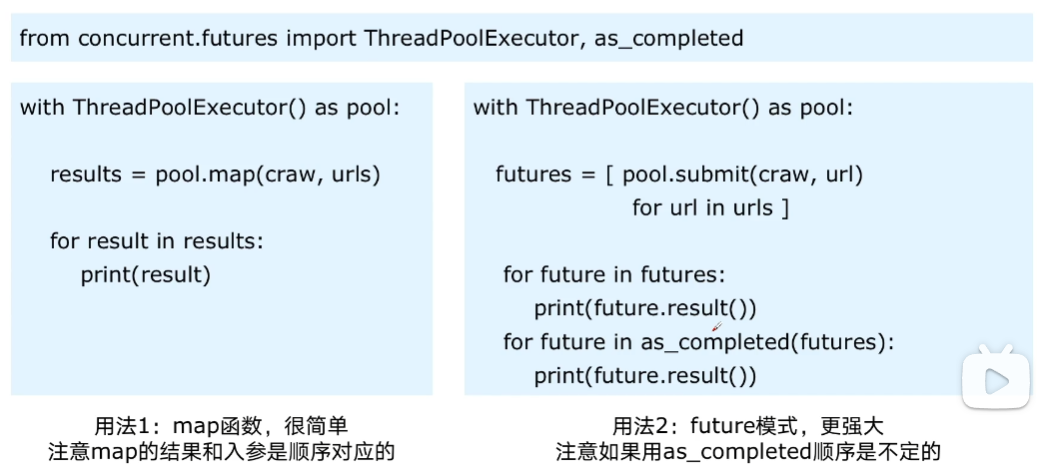 from concurrent.futures import ThreadPoolExecutor, as_completed
with ThreadPoolExecutor() as pool:
results = pool.map(craw, urls)
for result in results:
print(result)
用法1：map函数，很简单
注意map的结果和入参是顺序对应的
with ThreadPoolExecutor() as pool:
futures = [ pool.submit(craw, url)
for url in urls ]
for future in futures:
print(future.result())
for future in as_completed(futures):
print(future.result())
用法2：future模式，更强大
注意如果用as_completed顺序是不定的